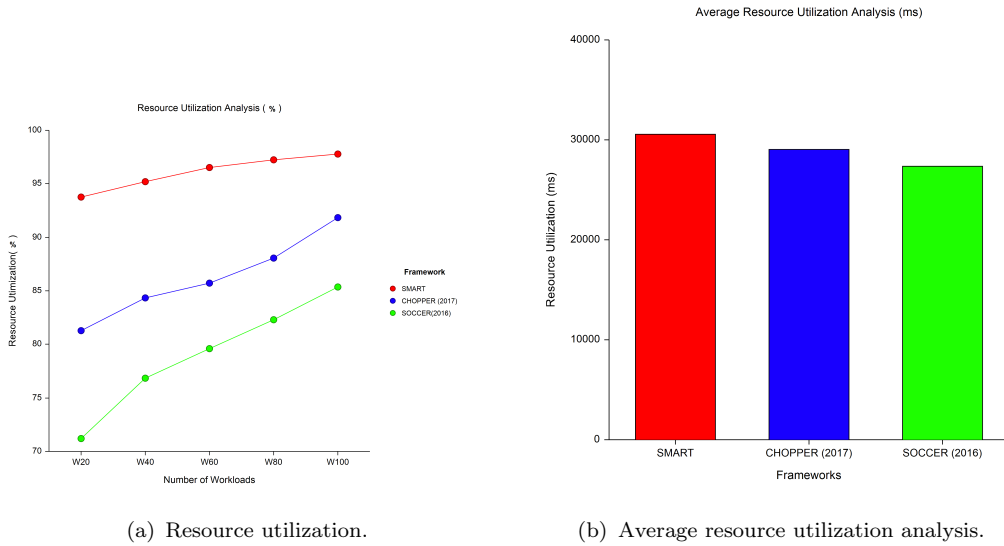 Resource Utilization Analysis ( % )
100
95
90
85
80
75
70
Resource Utimization( % )
W20
W40
W60
W80
W100
Number of Workloads
Framework
SMART
CHOPPER (2017)
SOCCER(2016)
(a) Resource utilization.
Average Resource Utilization Analysis (ms)
40000
30000
20000
10000
0
Resource Utilization (ms)
SMART
CHOPPER (2017)
SOCCER (2016)
Frameworks
(b) Average resource utilization analysis.